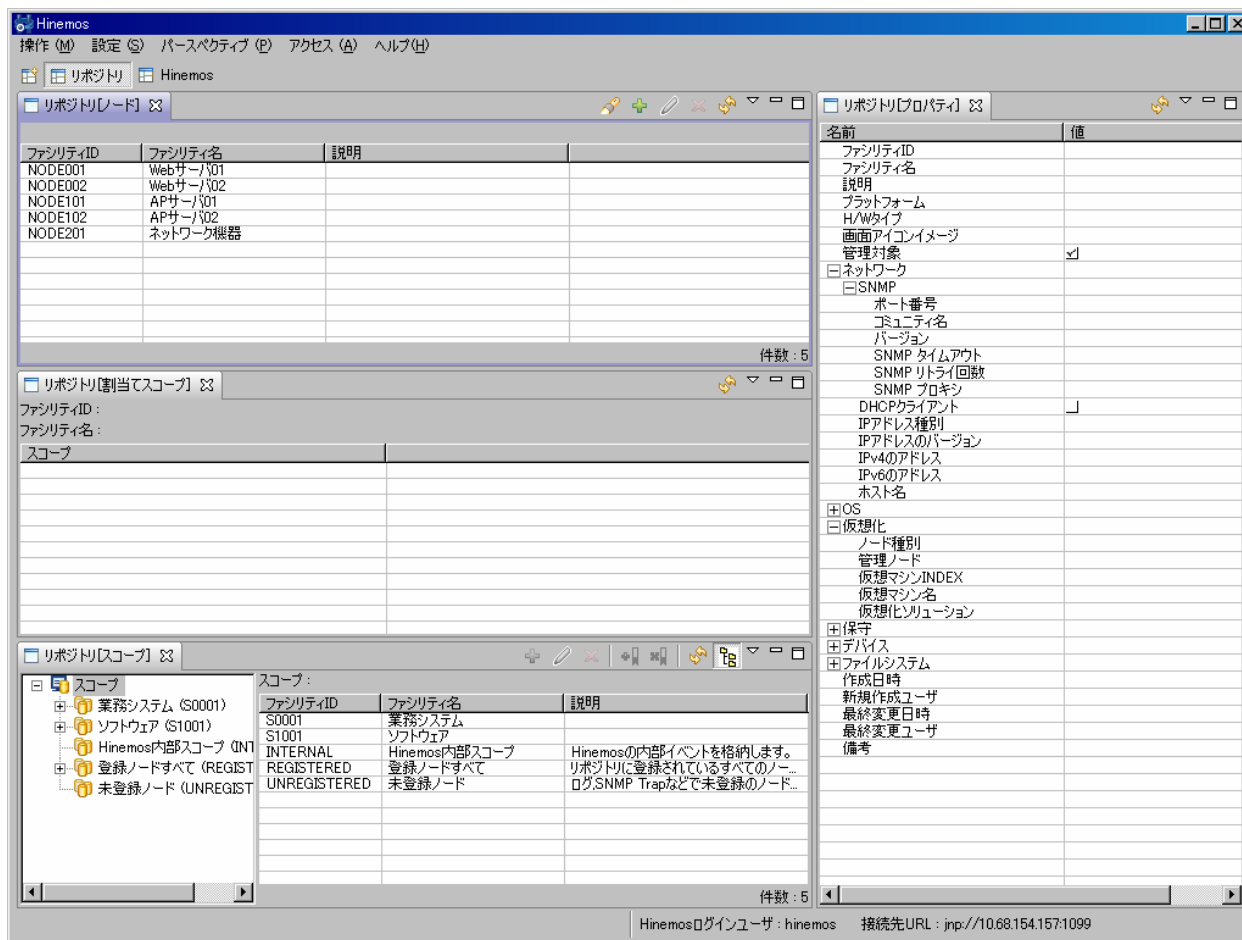 Hinemos
操作 (M) 設定 (S) パースペクティブ (P) アクセス (A) ヘルプ(H)
リポジトリ Hinemos
リポジトリ[ノード]
ファシリティID ファシリティ名 説明
NODE001 Webサーバ01
NODE002 Webサーバ02
NODE101 APサーバ01
NODE102 APサーバ02
NODE201 ネットワーク機器
件数 : 5
リポジトリ[割当てスコープ]
ファシリティID :
ファシリティ名 :
スコープ
リポジトリ[スコープ]
スコープ
業務システム (S0001)
ソフトウェア (S1001)
Hinemos内部スコープ (INT
登録ノードすべて (REGIST
未登録ノード (UNREGIST
スコープ :
ファシリティID ファシリティ名 説明
S0001 業務システム
S1001 ソフトウェア
INTERNAL Hinemos内部スコープ Hinemosの内部イベントを格納します。
REGISTERED 登録ノードすべて リポジトリに登録されているすべてのノー...
UNREGISTERED 未登録ノード ログ,SNMP Trapなどで未登録のノード...
件数 : 5
リポジトリ[プロパティ]
名前 値
ファシリティID
ファシリティ名
説明
プラットフォーム
H/Wタイプ
画面アイコンイメージ
管理対象
ネットワーク
SNMP
ポート番号
コミュニティ名
バージョン
SNMP タイムアウト
SNMP リトライ回数
SNMP プロキシ
DHCPクライアント
IPアドレス種別
IPアドレスのバージョン
IPv4のアドレス
IPv6のアドレス
ホスト名
OS
仮想化
ノード種別
管理ノード
仮想マシンINDEX
仮想マシン名
仮想化ソリューション
保守
デバイス
ファイルシステム
作成日時
新規作成ユーザ
最終変更日時
最終変更ユーザ
備考
Hinemosログインユーザ : hinemos 接続先URL : jnp://10.68.154.157:1099